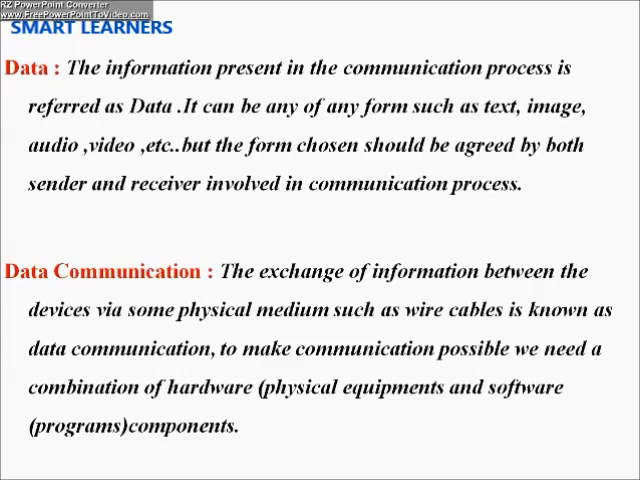 RZ PowerPoint Converter
www.FreePowerPointToVideo.com
SMART LEARNERS
Data : The information present in the communication process is
referred as Data .It can be any of any form such as text, image,
audio ,video ,etc..but the form chosen should be agreed by both
sender and receiver involved in communication process.
Data Communication : The exchange of information between the
devices via some physical medium such as wire cables is known as
data communication, to make communication possible we need a
combination of hardware (physical equipments and software
(programs)components.